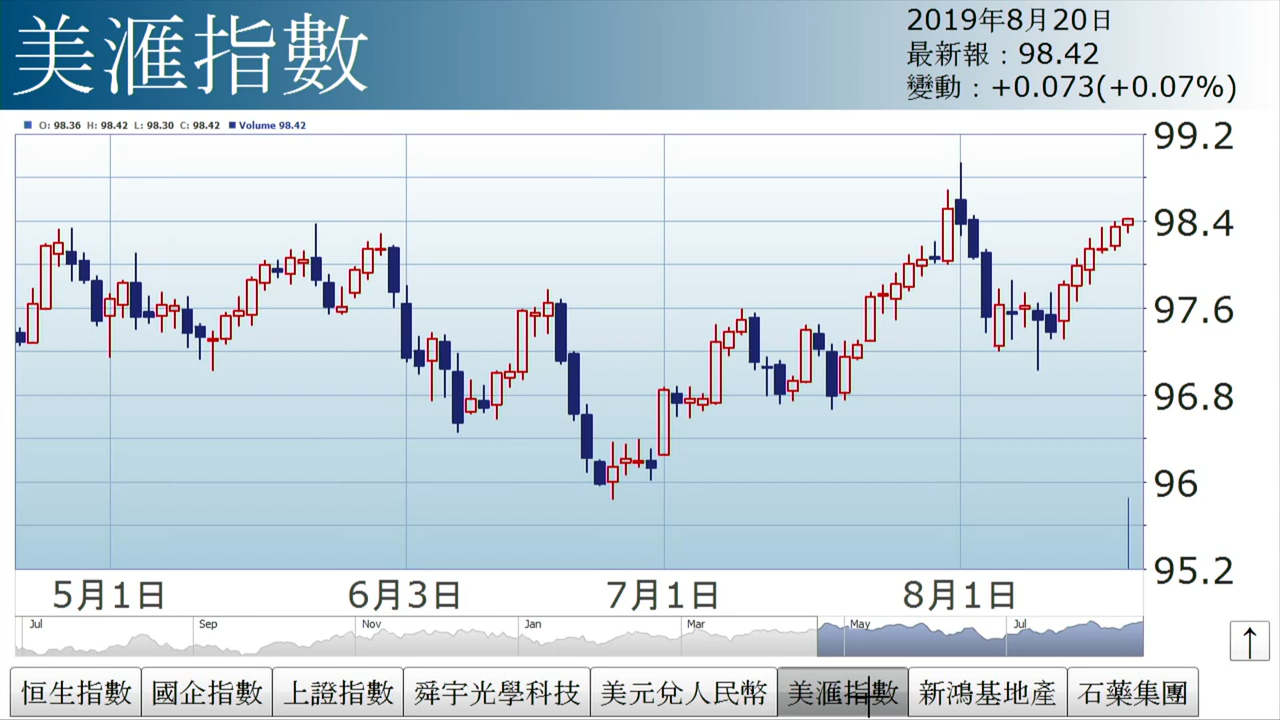 美滙指數
2019年8月20日
最新報：98.42
變動：+0.073(+0.07%)
O: 98.36 H: 98.42 L: 98.30 C: 98.42 Volume 98.42
99.2
98.4
97.6
96.8
96
95.2
5月1日 6月3日 7月1日 8月1日
Jul Sep Nov Jan Mar May Jul
↑
恒生指數 國企指數 上證指數 舜宇光學科技 美元兌人民幣 美滙指數 新鴻基地產 石藥集團